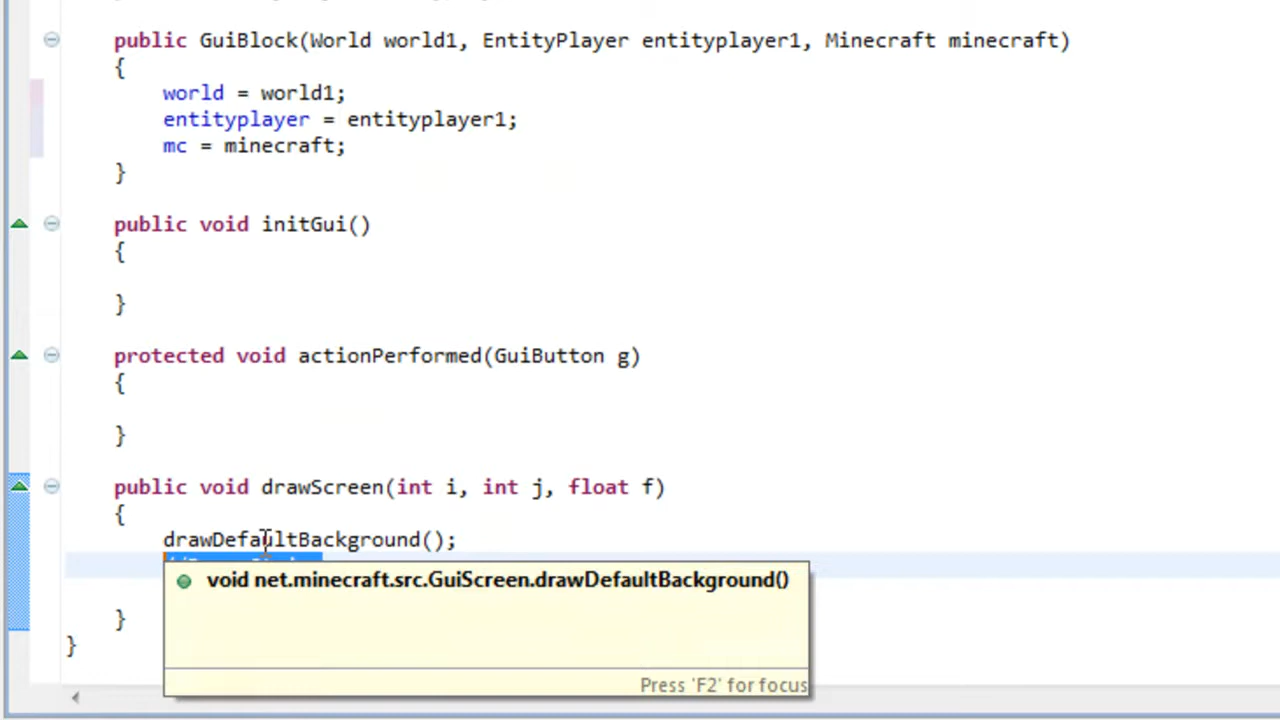 public GuiBlock(World world1, EntityPlayer entityplayer1, Minecraft minecraft)
{
world = world1;
entityplayer = entityplayer1;
mc = minecraft;
}
public void initGui()
{
}
protected void actionPerformed(GuiButton g)
{
}
public void drawScreen(int i, int j, float f)
{
drawDefaultBackground();
void net.minecraft.src.GuiScreen.drawDefaultBackground()
}
}
Press 'F2' for focus